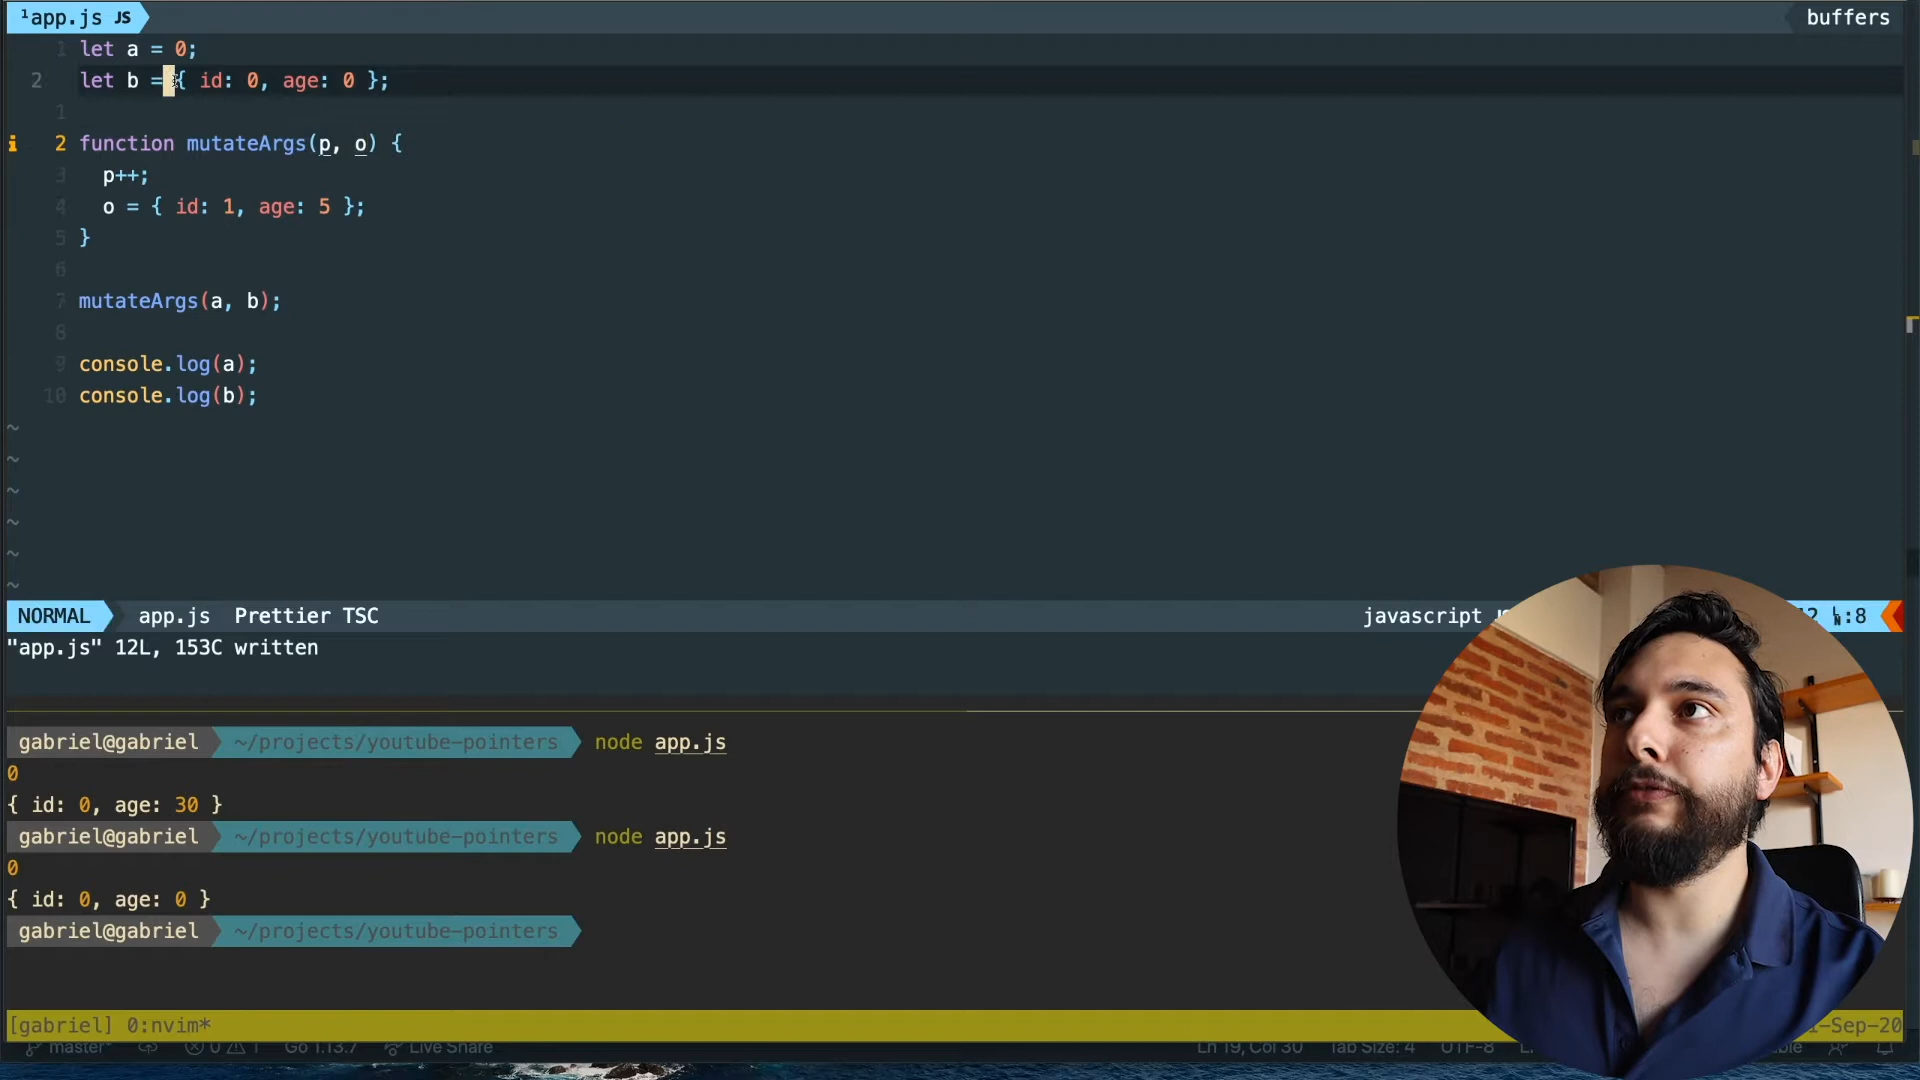 ¹app.js JS
buffers
1 let a = 0;
2 let b = { id: 0, age: 0 };
1
i 2 function mutateArgs(p, o) {
3 p++;
4 o = { id: 1, age: 5 };
5 }
6
7 mutateArgs(a, b);
8
9 console.log(a);
10 console.log(b);
~
~
~
~
~
~
NORMAL app.js Prettier TSC javascript :8
"app.js" 12L, 153C written
gabriel@gabriel ~/projects/youtube-pointers node app.js
0
{ id: 0, age: 30 }
gabriel@gabriel ~/projects/youtube-pointers node app.js
0
{ id: 0, age: 0 }
gabriel@gabriel ~/projects/youtube-pointers
[gabriel] 0:nvim* -Sep-20
master* 0 1 Go 1.13.7 Live Share Ln 19, Col 30 Tab Size: 4 UTF-8